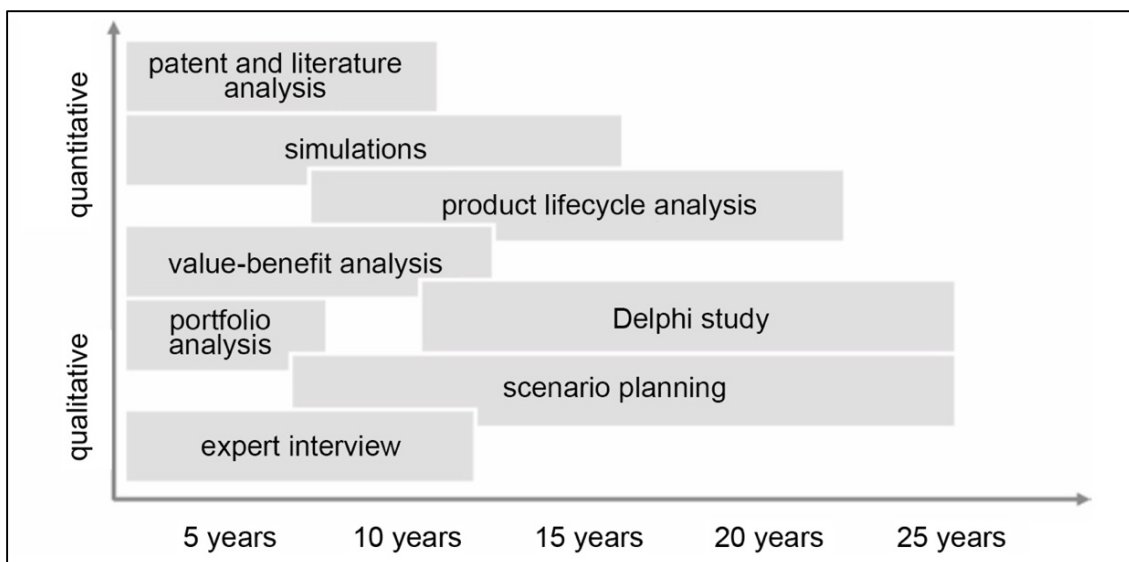 quantitative
qualitative
patent and literature
analysis
simulations
product lifecycle analysis
value-benefit analysis
portfolio
analysis
Delphi study
scenario planning
expert interview
5 years
10 years
15 years
20 years
25 years